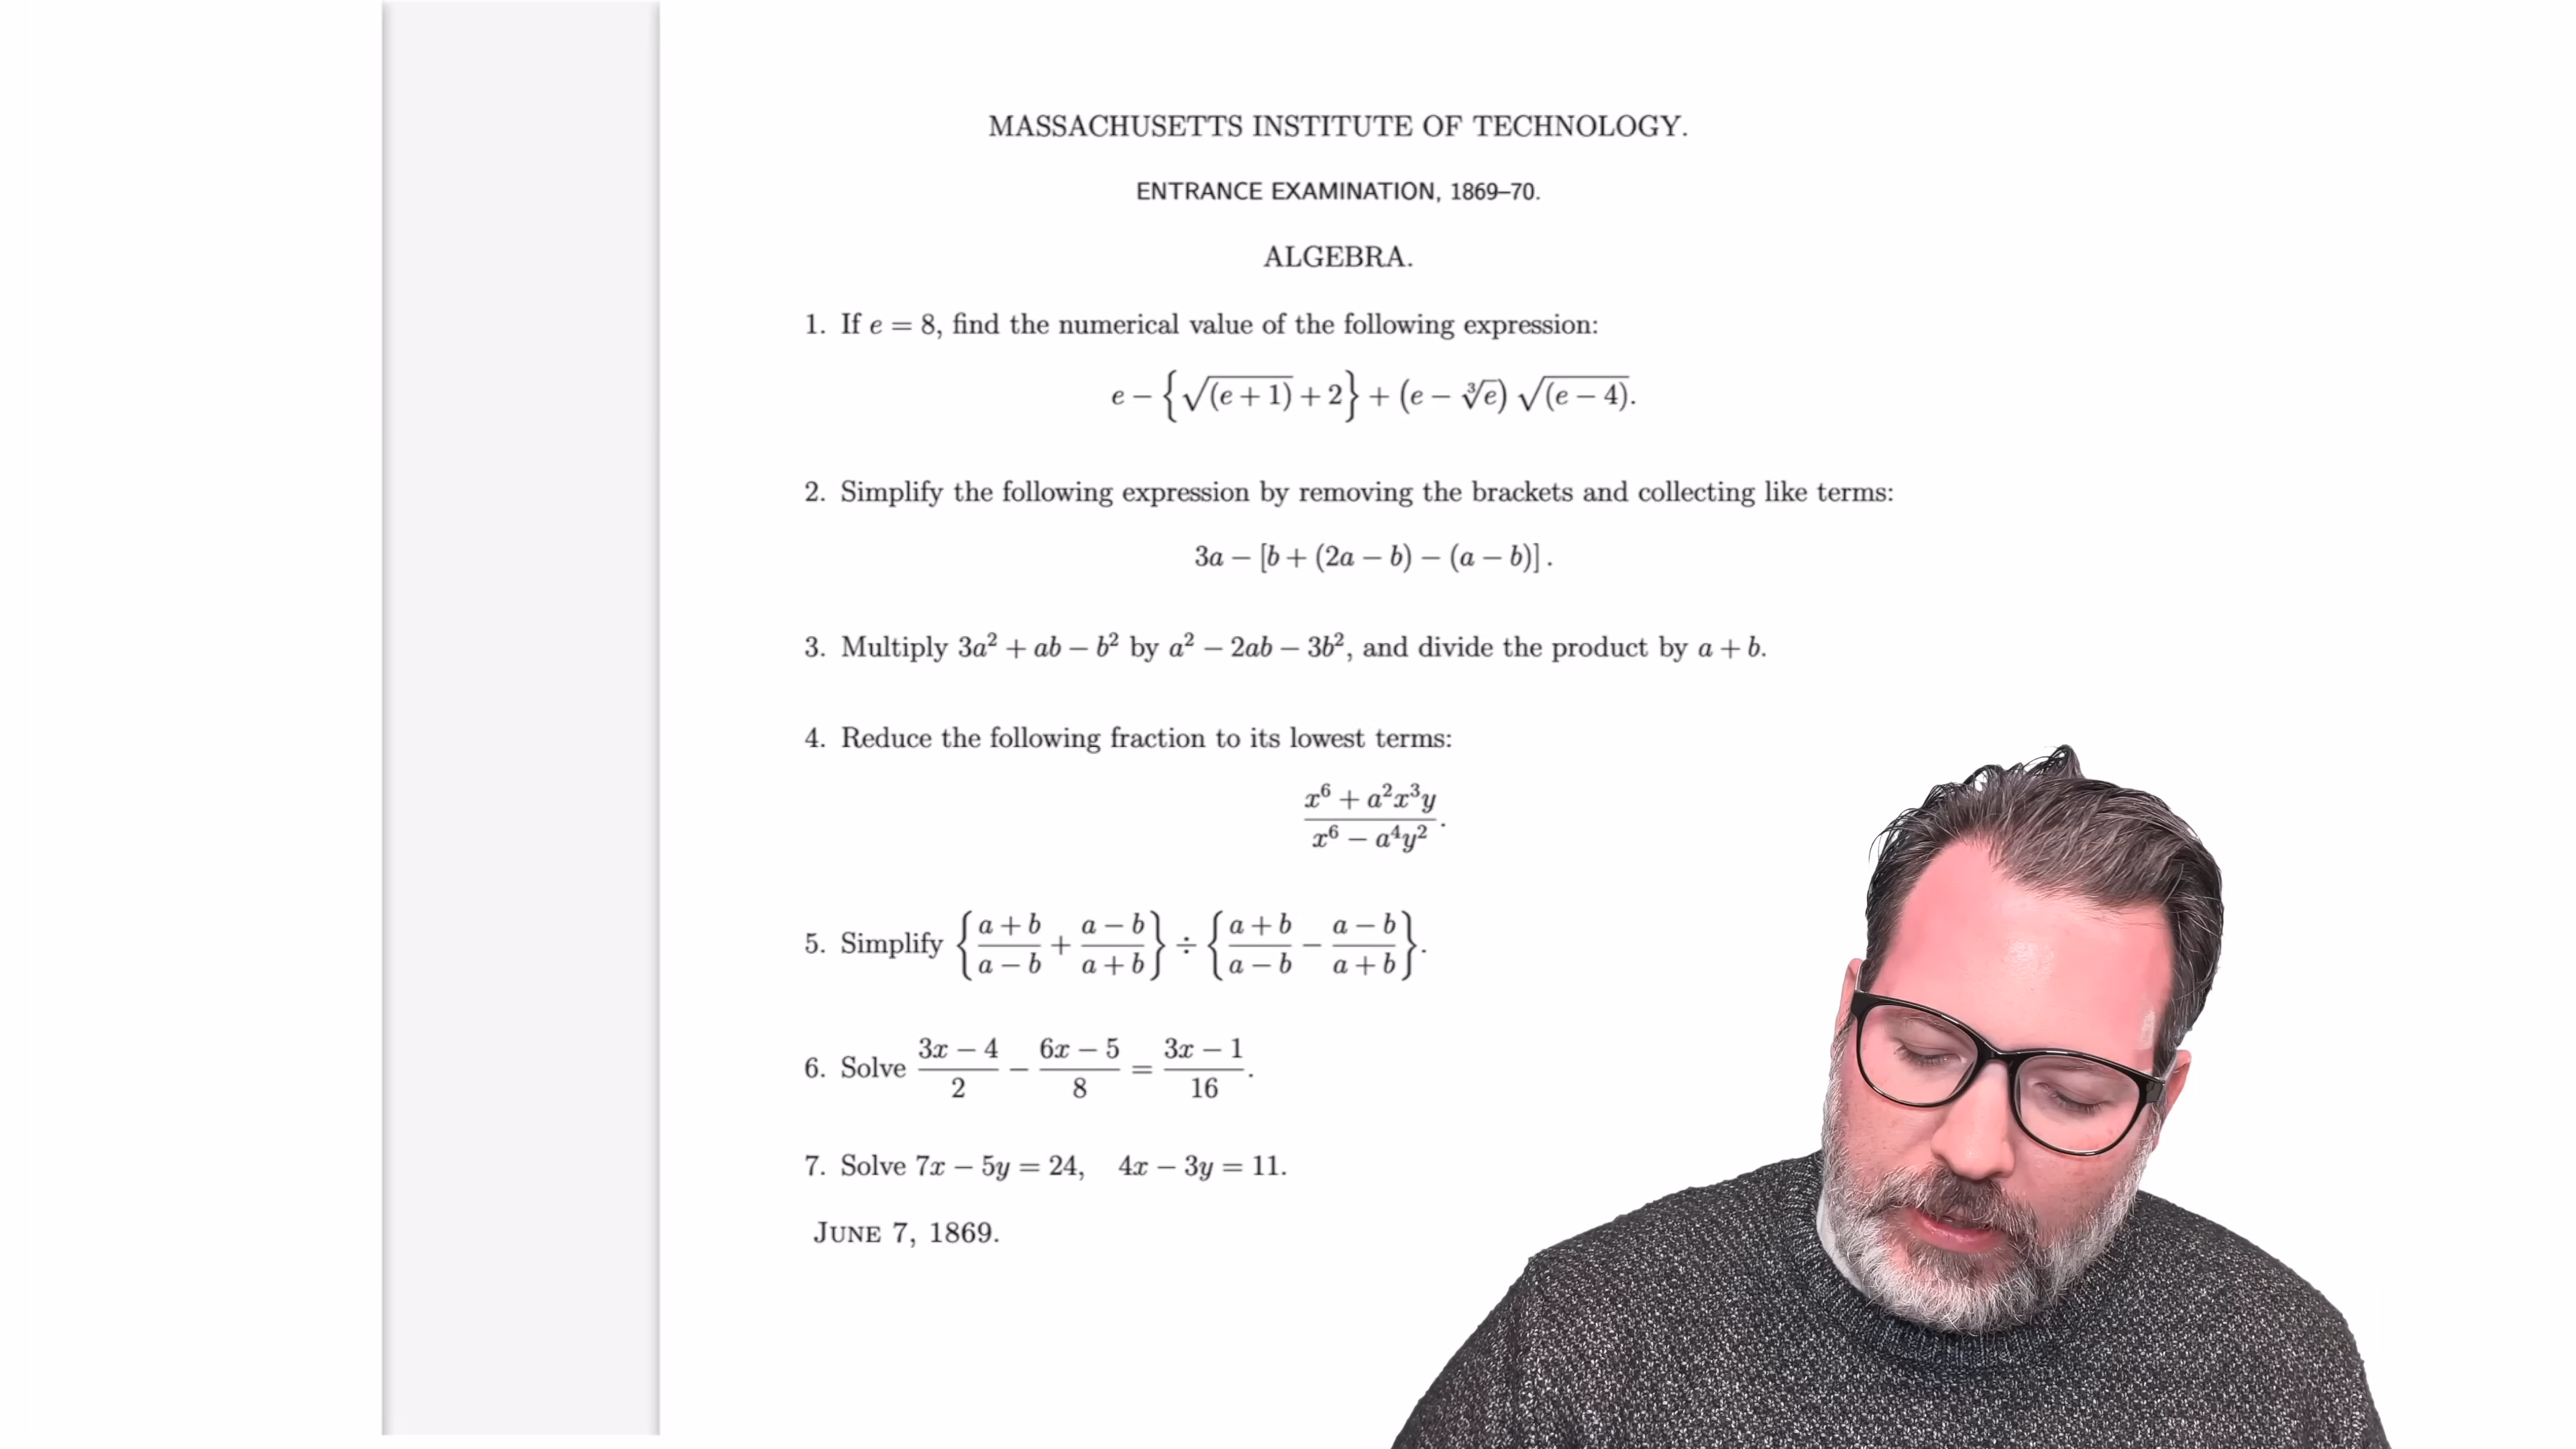 MASSACHUSETTS INSTITUTE OF TECHNOLOGY.
ENTRANCE EXAMINATION, 1869–70.
ALGEBRA.
1. If e = 8, find the numerical value of the following expression:
e − {√(e + 1) + 2} + (e − ∛e) √(e − 4).
2. Simplify the following expression by removing the brackets and collecting like terms:
3a − [b + (2a − b) − (a − b)].
3. Multiply 3a² + ab − b² by a² − 2ab − 3b², and divide the product by a + b.
4. Reduce the following fraction to its lowest terms:
x⁶ + a²x³y
x⁶ − a⁴y².
5. Simplify {(a + b)/(a − b) + (a − b)/(a + b)} ÷ {(a + b)/(a − b) − (a − b)/(a + b)}.
6. Solve (3x − 4)/2 − (6x − 5)/8 = (3x − 1)/16.
7. Solve 7x − 5y = 24, 4x − 3y = 11.
JUNE 7, 1869.